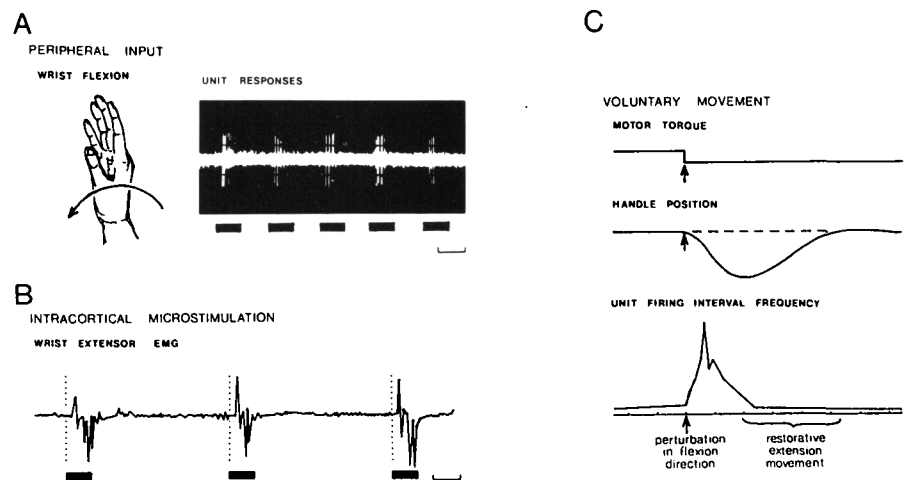 A
PERIPHERAL INPUT
WRIST FLEXION
UNIT RESPONSES
B
INTRACORTICAL MICROSTIMULATION
WRIST EXTENSOR EMG
C
VOLUNTARY MOVEMENT
MOTOR TORQUE
HANDLE POSITION
UNIT FIRING INTERVAL FREQUENCY
perturbation
in flexion
direction
restorative
extension
movement